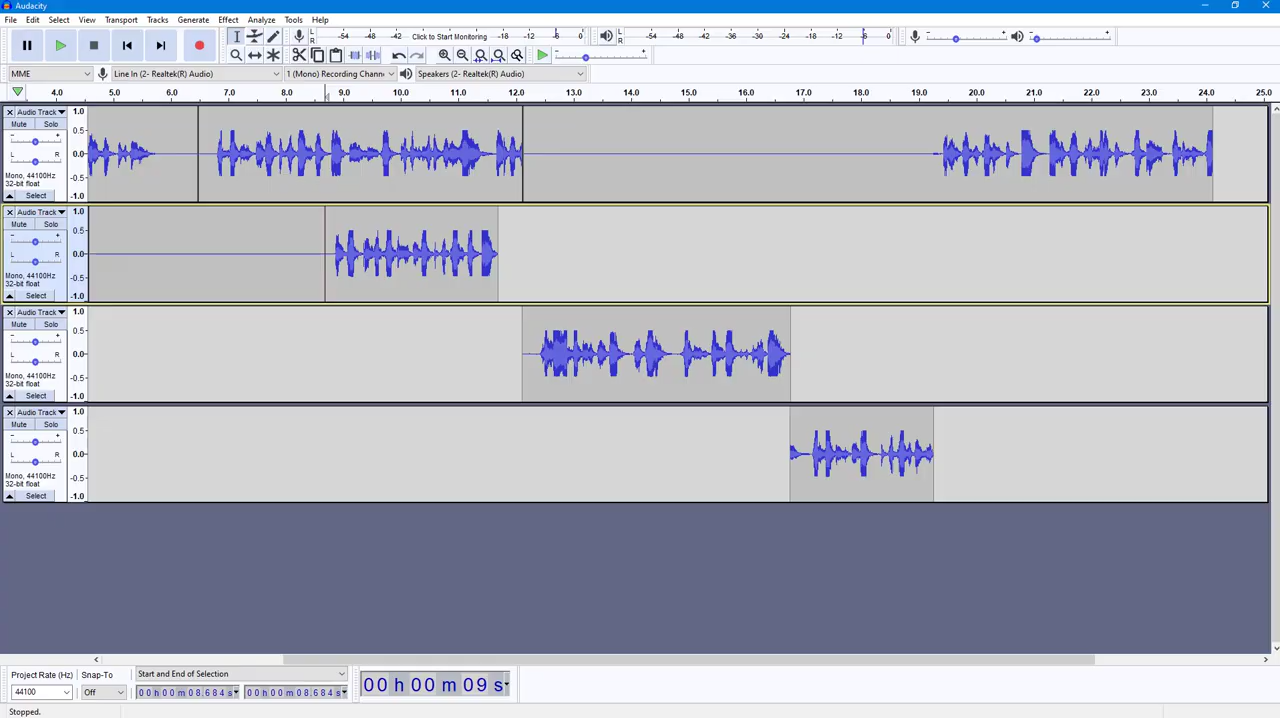 Audacity
File Edit Select View Transport Tracks Generate Effect Analyze Tools Help
L R -54 -48 -42 Click to Start Monitoring -18 -12 -6 0 L R -54 -48 -42 -36 -30 -24 -18 -12 -6 0
MME Line In (2- Realtek(R) Audio) 1 (Mono) Recording Chann Speakers (2- Realtek(R) Audio)
4.0 5.0 6.0 7.0 8.0 9.0 10.0 11.0 12.0 13.0 14.0 15.0 16.0 17.0 18.0 19.0 20.0 21.0 22.0 23.0 24.0 25.0
Audio Track 1.0
Mute Solo
- + 0.5
L R 0.0
Mono, 44100Hz -0.5
32-bit float
Select -1.0
Audio Track 1.0
Mute Solo
- + 0.5
L R 0.0
Mono, 44100Hz -0.5
32-bit float
Select -1.0
Audio Track 1.0
Mute Solo
- + 0.5
L R 0.0
Mono, 44100Hz -0.5
32-bit float
Select -1.0
Audio Track 1.0
Mute Solo
- + 0.5
L R 0.0
Mono, 44100Hz -0.5
32-bit float
Select -1.0
Project Rate (Hz) Snap-To Start and End of Selection
44100 Off 00 h 00 m 08.684 s 00 h 00 m 08.684 s 00 h 00 m 09 s
Stopped.